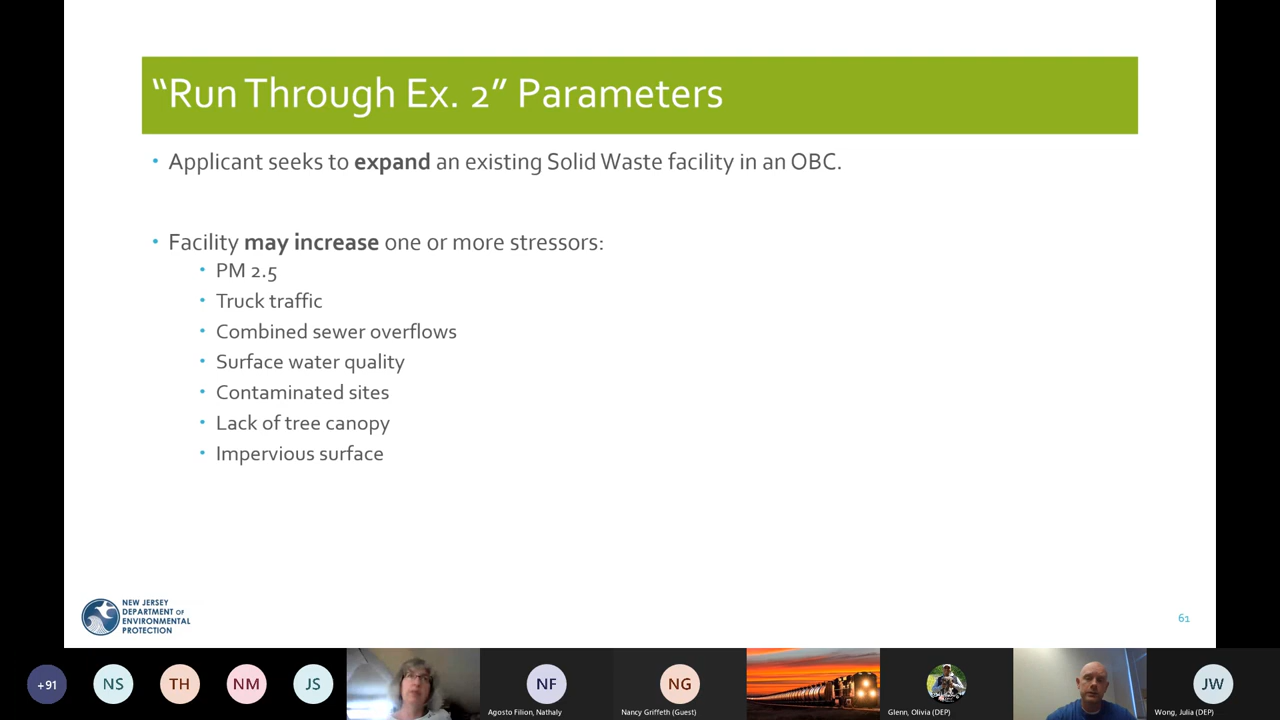 “Run Through Ex. 2” Parameters
• Applicant seeks to expand an existing Solid Waste facility in an OBC.
• Facility may increase one or more stressors:
• PM 2.5
• Truck traffic
• Combined sewer overflows
• Surface water quality
• Contaminated sites
• Lack of tree canopy
• Impervious surface
NEW JERSEY
DEPARTMENT OF
ENVIRONMENTAL
PROTECTION
61
+91
NS
TH
NM
JS
NF
NG
JW
Agosto Filion, Nathaly
Nancy Griffeth (Guest)
Glenn, Olivia (DEP)
Wong, Julia (DEP)